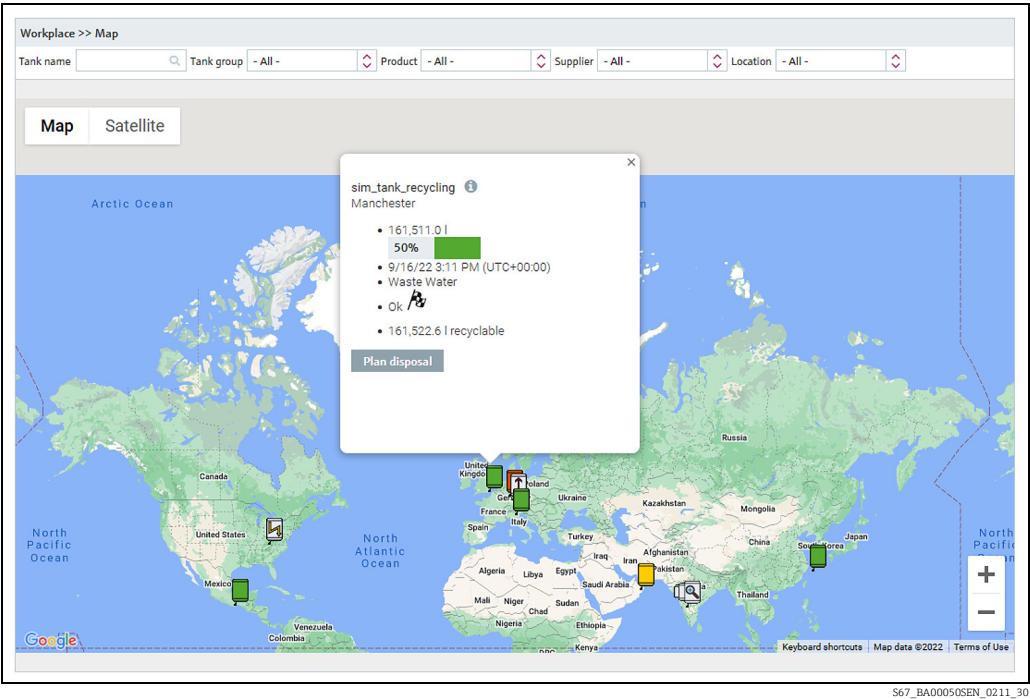 Workplace >> Map
Tank name Tank group - All - Product - All - Supplier - All - Location - All -
Map Satellite
sim_tank_recycling
Manchester
161,511.0 l
50%
9/16/22 3:11 PM (UTC+00:00)
Waste Water
Ok
161,522.6 l recyclable
Plan disposal
Arctic Ocean
Russia
United
Kingdo
Poland
Canada
Ukraine
Kazakhstan
Mongolia
France
Italy
Spain
Turkey
China
Japan
South Korea
North
Pacific
Ocean
United States
North
Atlantic
Ocean
North
Pacific
Iraq
Iran
Afghanistan
Pakistan
Algeria
Libya
Egypt
Saudi Arabia
Mexico
Mali
Niger
Chad
Sudan
Thailand
Nigeria
Ethiopia
Venezuela
Colombia
Kenya
DRC
Google
Keyboard shortcuts Map data ©2022 Terms of Use
S67_BA00050SEN_0211_30